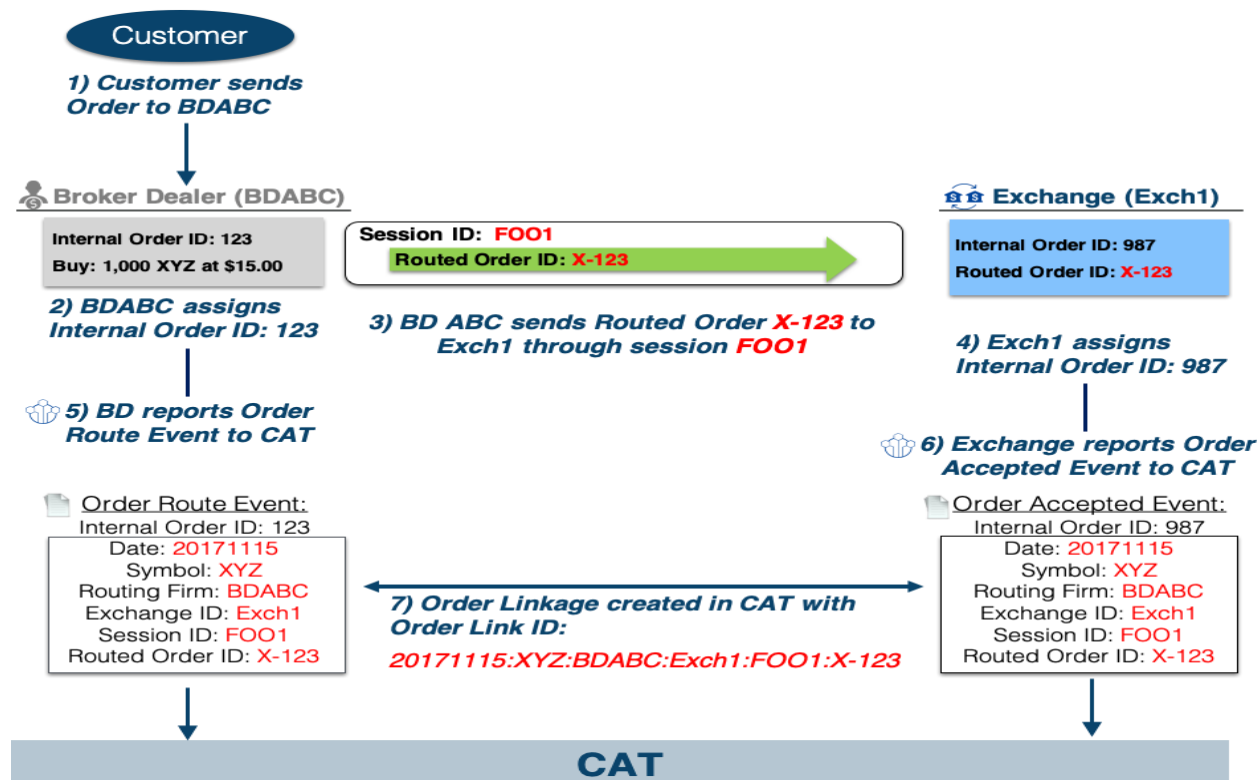 Customer
1) Customer sends
Order to BDABC
Broker Dealer (BDABC)
Internal Order ID: 123
Buy: 1,000 XYZ at $15.00
2) BDABC assigns
Internal Order ID: 123
Session ID: FOO1
Routed Order ID: X-123
3) BD ABC sends Routed Order X-123 to
Exch1 through session FOO1
Exchange (Exch1)
Internal Order ID: 987
Routed Order ID: X-123
4) Exch1 assigns
Internal Order ID: 987
5) BD reports Order
Route Event to CAT
6) Exchange reports Order
Accepted Event to CAT
Order Route Event:
Internal Order ID: 123
Date: 20171115
Symbol: XYZ
Routing Firm: BDABC
Exchange ID: Exch1
Session ID: FOO1
Routed Order ID: X-123
7) Order Linkage created in CAT with
Order Link ID:
20171115:XYZ:BDABC:Exch1:FOO1:X-123
Order Accepted Event:
Internal Order ID: 987
Date: 20171115
Symbol: XYZ
Routing Firm: BDABC
Exchange ID: Exch1
Session ID: FOO1
Routed Order ID: X-123
CAT